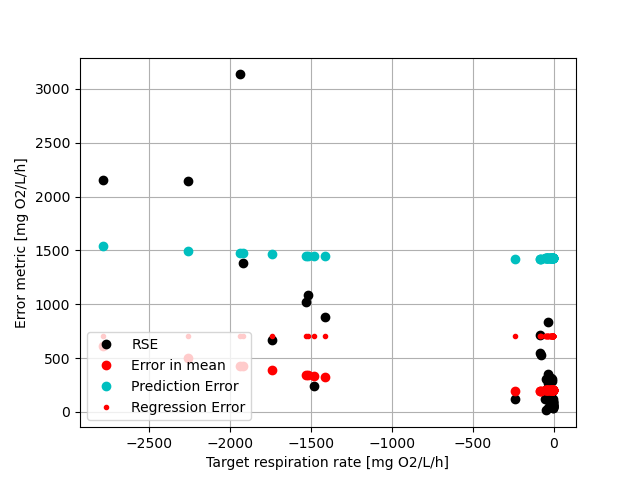 3000
2500
2000
1500
1000
500
0
Error metric [mg O2/L/h]
RSE
Error in mean
Prediction Error
Regression Error
−2500 −2000 −1500 −1000 −500 0
Target respiration rate [mg O2/L/h]